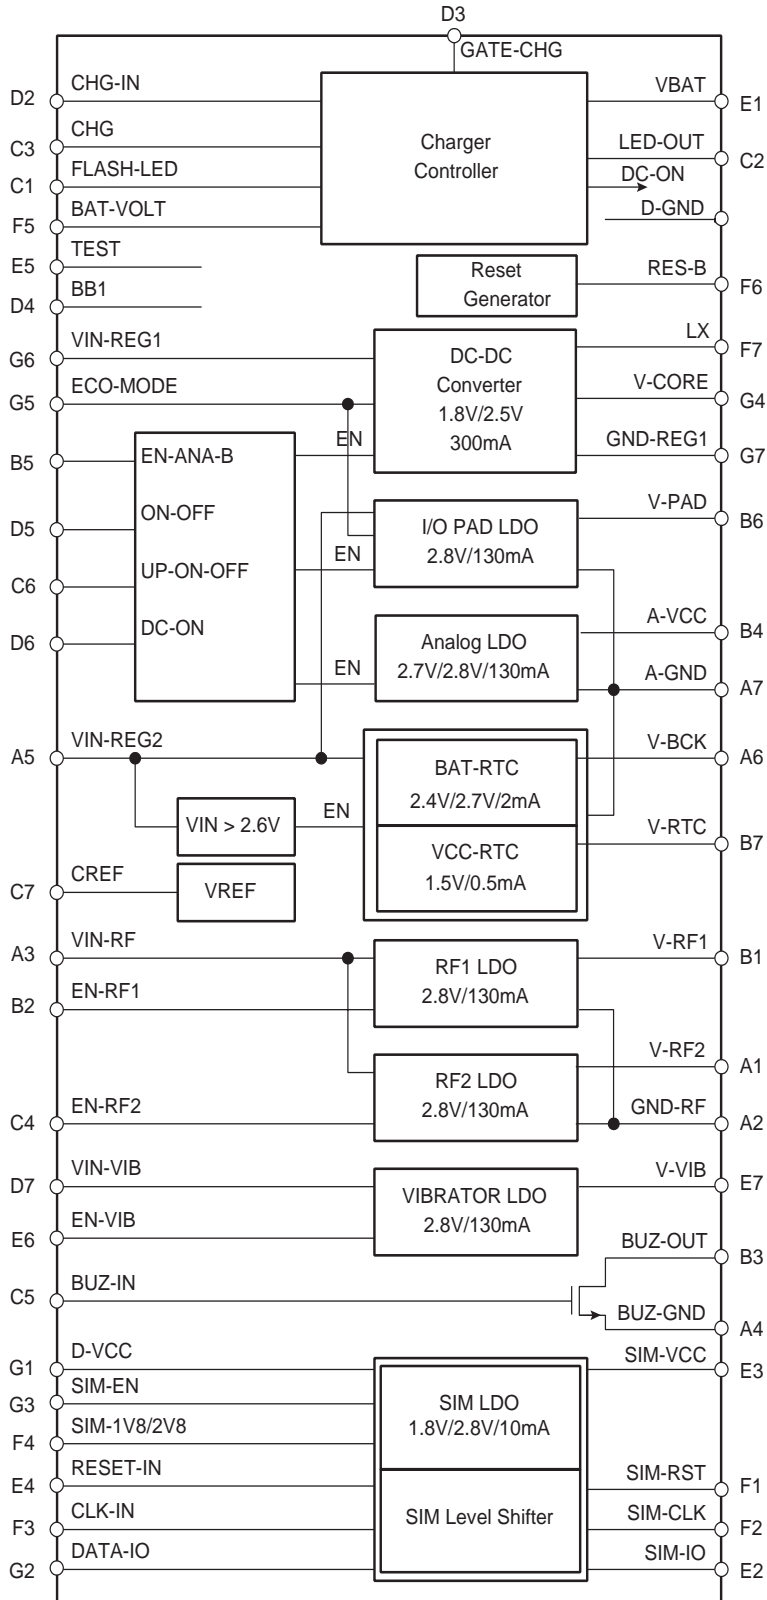 D3
GATE-CHG
D2
CHG-IN
VBAT
E1
C3
CHG
Charger
Controller
LED-OUT
C2
C1
FLASH-LED
DC-ON
F5
BAT-VOLT
D-GND
E5
TEST
Reset
Generator
RES-B
F6
D4
BB1
G6
VIN-REG1
DC-DC
Converter
1.8V/2.5V
300mA
LX
F7
G5
ECO-MODE
V-CORE
G4
EN
GND-REG1
G7
B5
EN-ANA-B
D5
ON-OFF
I/O PAD LDO
2.8V/130mA
V-PAD
B6
EN
C6
UP-ON-OFF
D6
DC-ON
Analog LDO
2.7V/2.8V/130mA
A-VCC
B4
EN
A-GND
A7
A5
VIN-REG2
BAT-RTC
2.4V/2.7V/2mA
V-BCK
A6
VIN > 2.6V
EN
VCC-RTC
1.5V/0.5mA
V-RTC
B7
C7
CREF
VREF
A3
VIN-RF
RF1 LDO
2.8V/130mA
V-RF1
B1
B2
EN-RF1
RF2 LDO
2.8V/130mA
V-RF2
A1
C4
EN-RF2
GND-RF
A2
D7
VIN-VIB
VIBRATOR LDO
2.8V/130mA
V-VIB
E7
E6
EN-VIB
BUZ-OUT
B3
C5
BUZ-IN
BUZ-GND
A4
G1
D-VCC
SIM-VCC
E3
G3
SIM-EN
SIM LDO
1.8V/2.8V/10mA
F4
SIM-1V8/2V8
E4
RESET-IN
SIM-RST
F1
F3
CLK-IN
SIM Level Shifter
SIM-CLK
F2
G2
DATA-IO
SIM-IO
E2